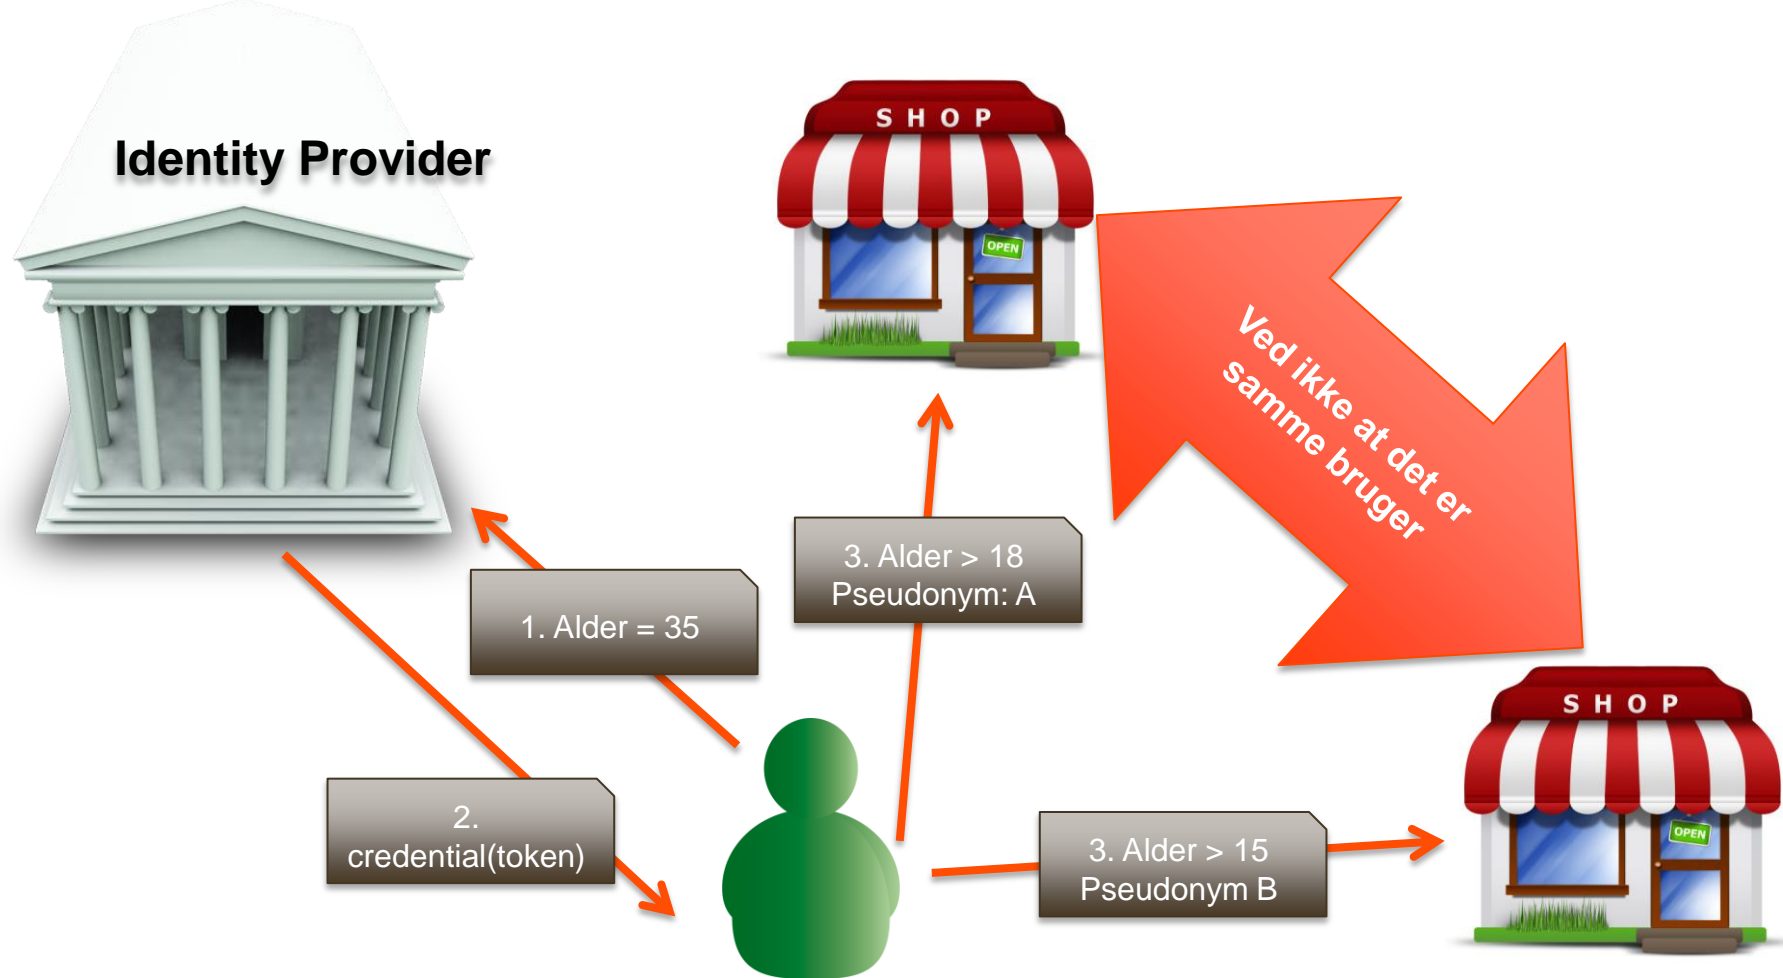 Identity Provider
SHOP
OPEN
Ved ikke at det er
samme bruger
3. Alder > 18
Pseudonym: A
1. Alder = 35
2.
credential(token)
3. Alder > 15
Pseudonym B
SHOP
OPEN